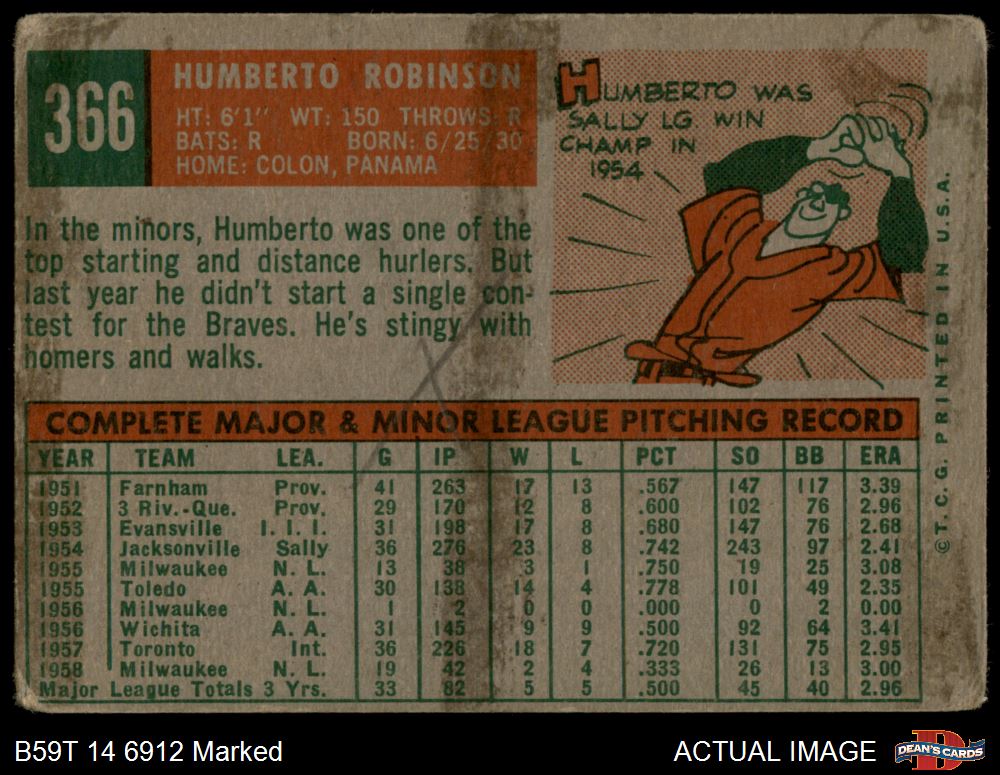 366
HUMBERTO ROBINSON
HT: 6'1" WT: 150 THROWS: R
BATS: R BORN: 6/25/30
HOME: COLON, PANAMA
In the minors, Humberto was one of the
top starting and distance hurlers. But
last year he didn't start a single con-
test for the Braves. He's stingy with
homers and walks.
HUMBERTO WAS
SALLY LG WIN
CHAMP IN
1954
©T. C. G. PRINTED IN U.S.A.
COMPLETE MAJOR & MINOR LEAGUE PITCHING RECORD
YEAR TEAM LEA. G IP W L PCT SO BB ERA
1951 Farnham Prov. 41 263 17 13 .567 147 117 3.39
1952 3 Riv.-Que. Prov. 29 170 12 8 .600 102 76 2.96
1953 Evansville I. I. I. 31 198 17 8 .680 147 76 2.68
1954 Jacksonville Sally 36 276 23 8 .742 243 97 2.41
1955 Milwaukee N. L. 13 38 3 1 .750 19 25 3.08
1955 Toledo A. A. 30 138 14 4 .778 101 49 2.35
1956 Milwaukee N. L. 1 2 0 0 .000 0 2 0.00
1956 Wichita A. A. 31 145 9 9 .500 92 64 3.41
1957 Toronto Int. 36 226 18 7 .720 131 75 2.95
1958 Milwaukee N. L. 19 42 2 4 .333 26 13 3.00
Major League Totals 3 Yrs. 33 82 5 5 .500 45 40 2.96
B59T 14 6912 Marked
ACTUAL IMAGE
DEAN'S CARDS